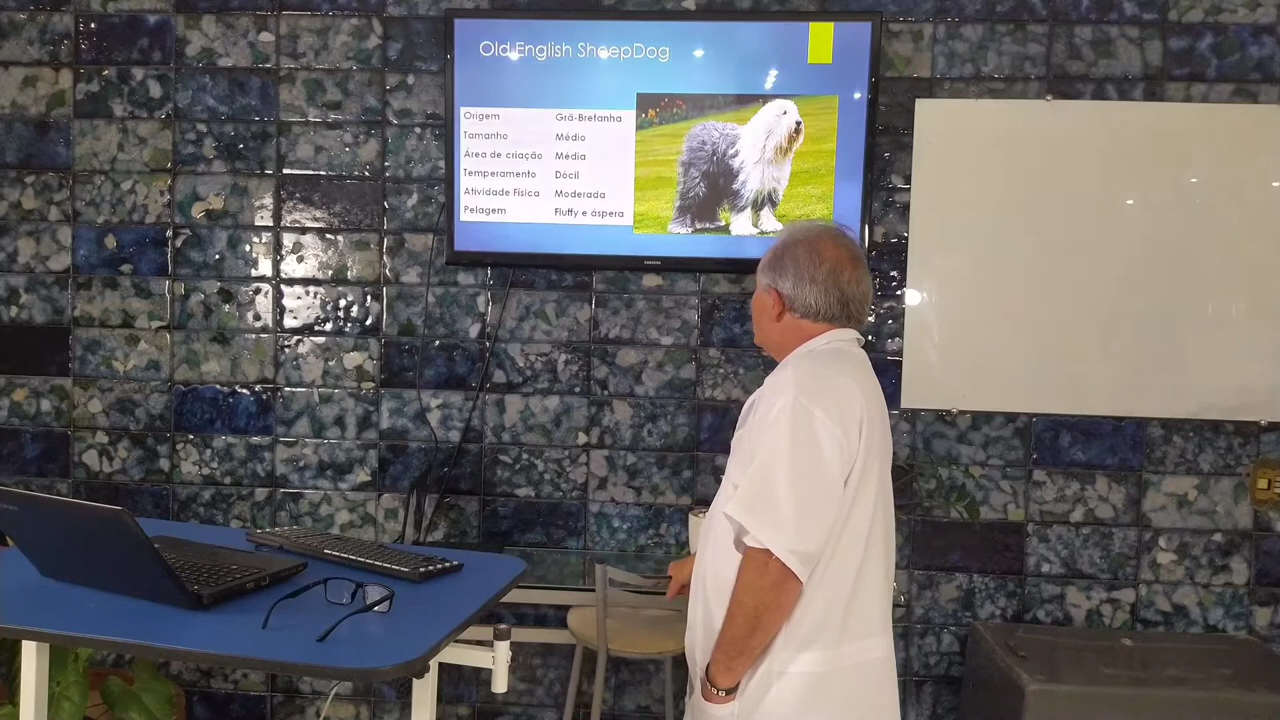 Old English SheepDog
Origem Grã-Bretanha
Tamanho Médio
Área de criação Média
Temperamento Dócil
Atividade Física Moderada
Pelagem Fluffy e áspera
SAMSUNG